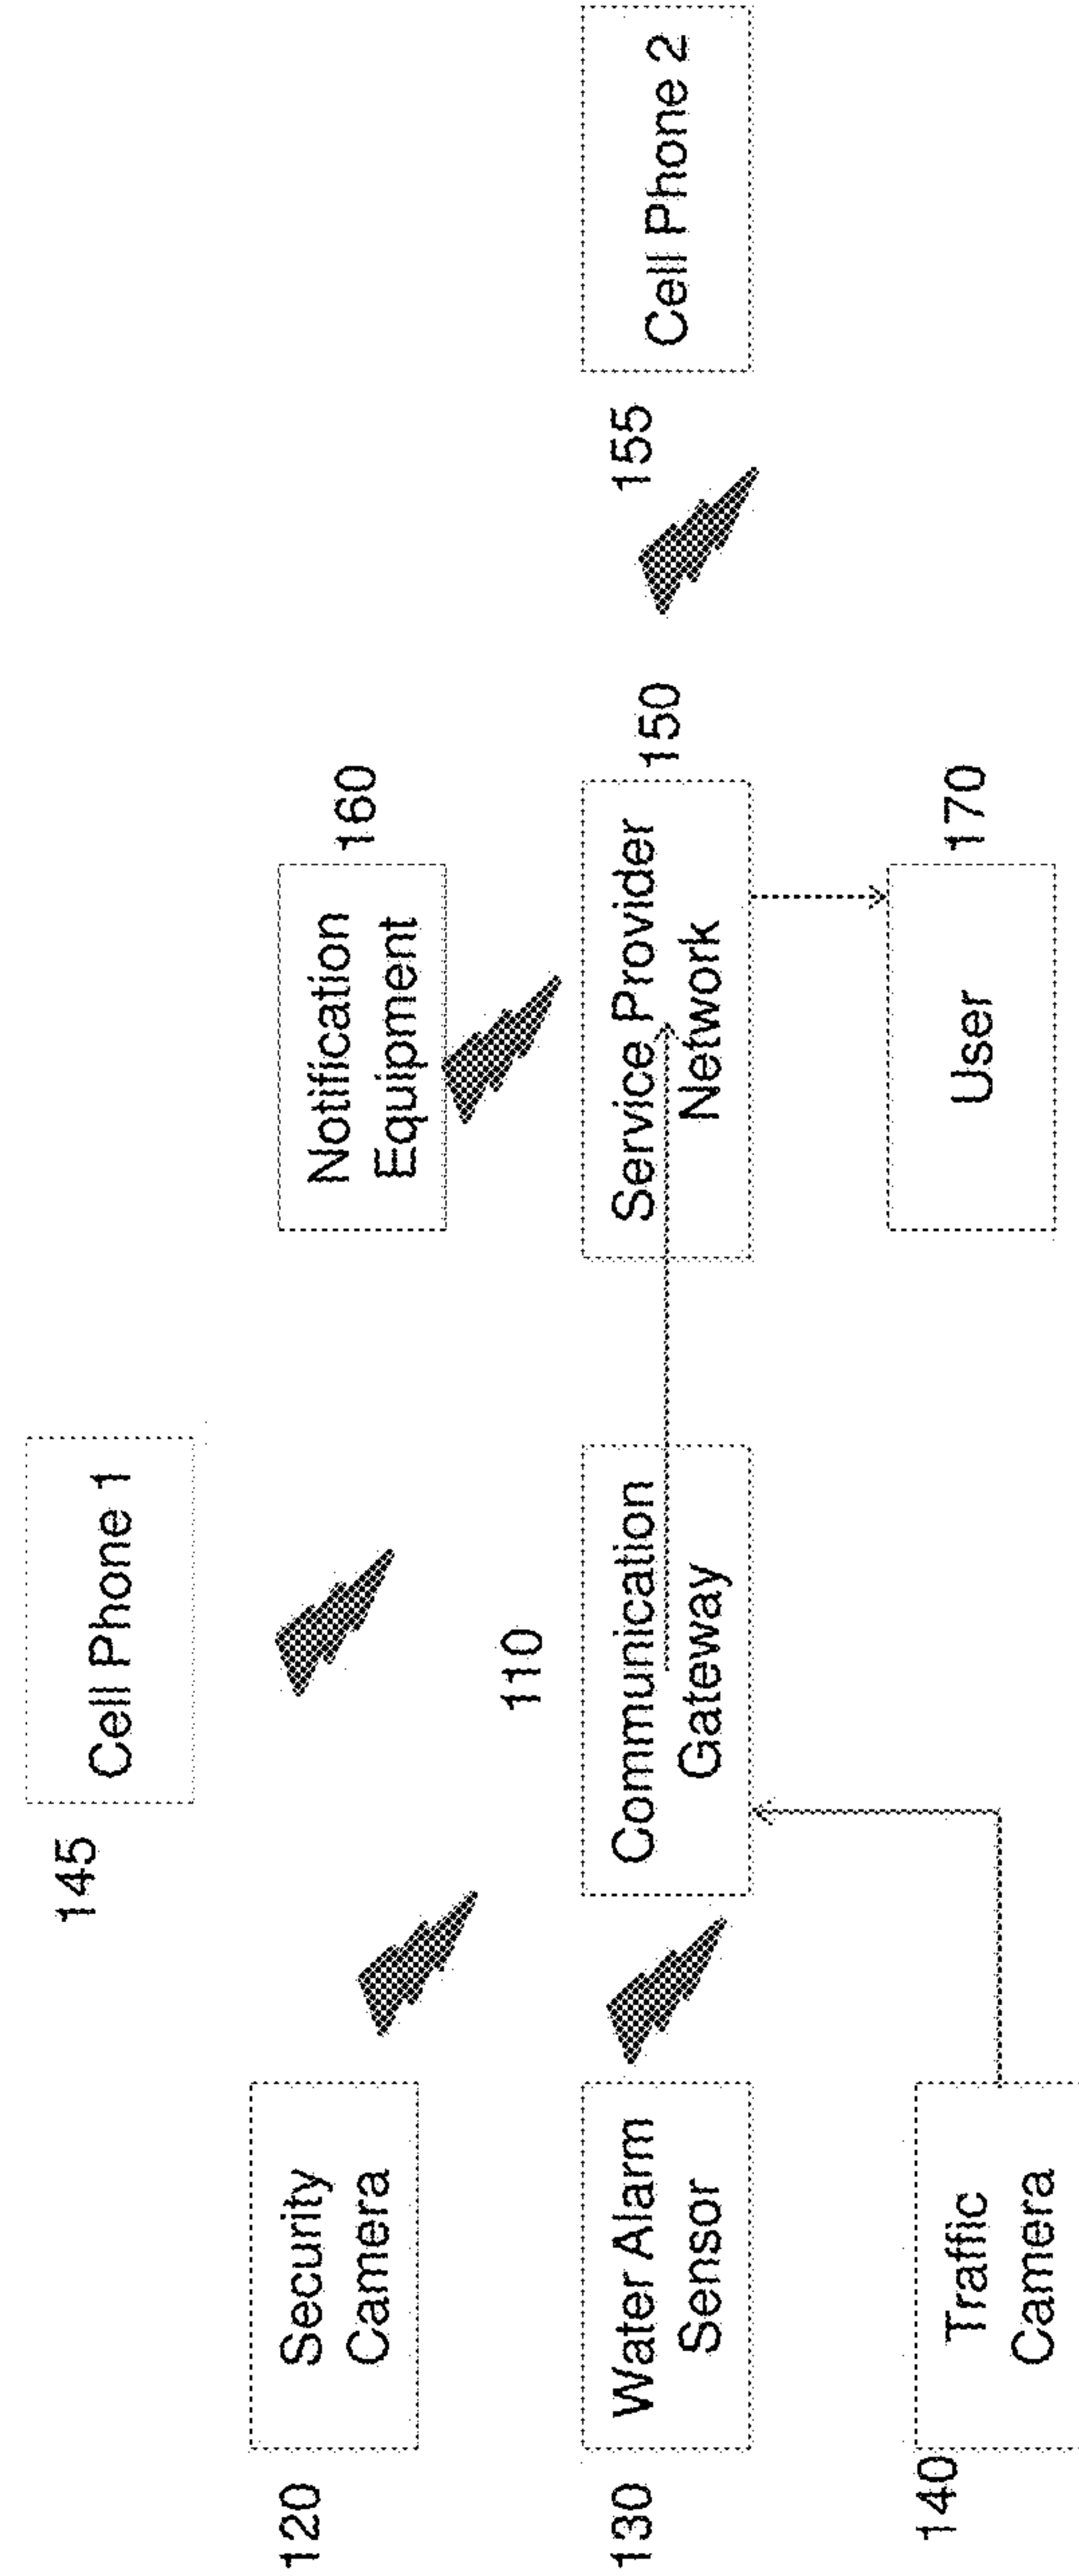 145
Cell Phone 1
120
Security
Camera
110
Notification
Equipment
160
130
Water Alarm
Sensor
Communication
Gateway
Service Provider
Network
150
155
Cell Phone 2
140
Traffic
Camera
User
170